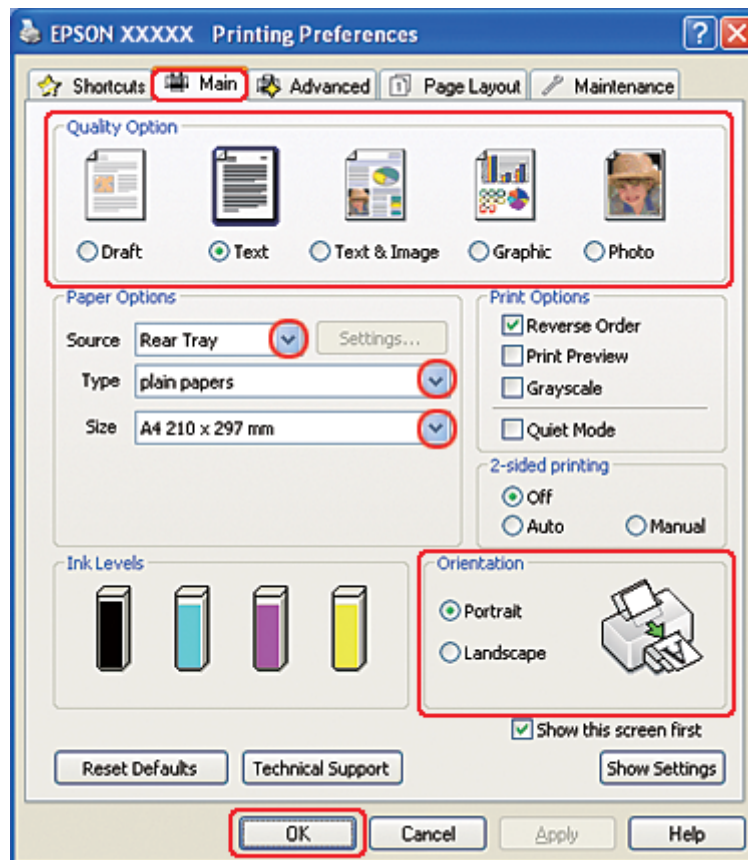 EPSON XXXXX Printing Preferences
Shortcuts Main Advanced Page Layout Maintenance
Quality Option
Draft Text Text & Image Graphic Photo
Paper Options
Source Rear Tray Settings...
Type plain papers
Size A4 210 x 297 mm
Print Options
Reverse Order
Print Preview
Grayscale
Quiet Mode
2-sided printing
Off
Auto Manual
Ink Levels
Orientation
Portrait
Landscape
Show this screen first
Reset Defaults Technical Support Show Settings
OK Cancel Apply Help